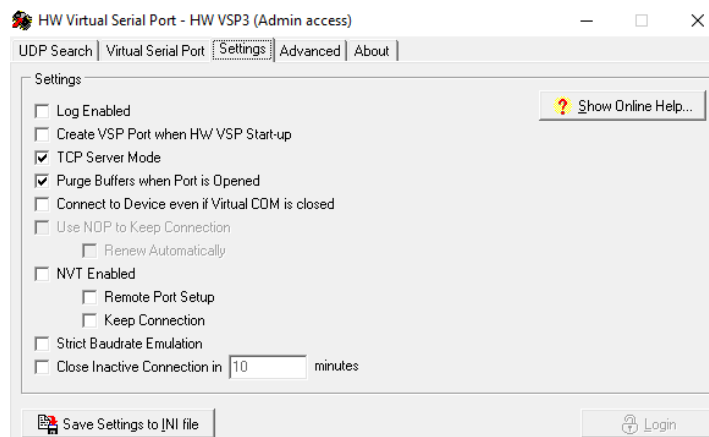 HW Virtual Serial Port - HW VSP3 (Admin access)
UDP Search Virtual Serial Port Settings Advanced About
Settings
Show Online Help...
Log Enabled
Create VSP Port when HW VSP Start-up
TCP Server Mode
Purge Buffers when Port is Opened
Connect to Device even if Virtual COM is closed
Use NOP to Keep Connection
Renew Automatically
NVT Enabled
Remote Port Setup
Keep Connection
Strict Baudrate Emulation
Close Inactive Connection in 10 minutes
Save Settings to INI file
Login